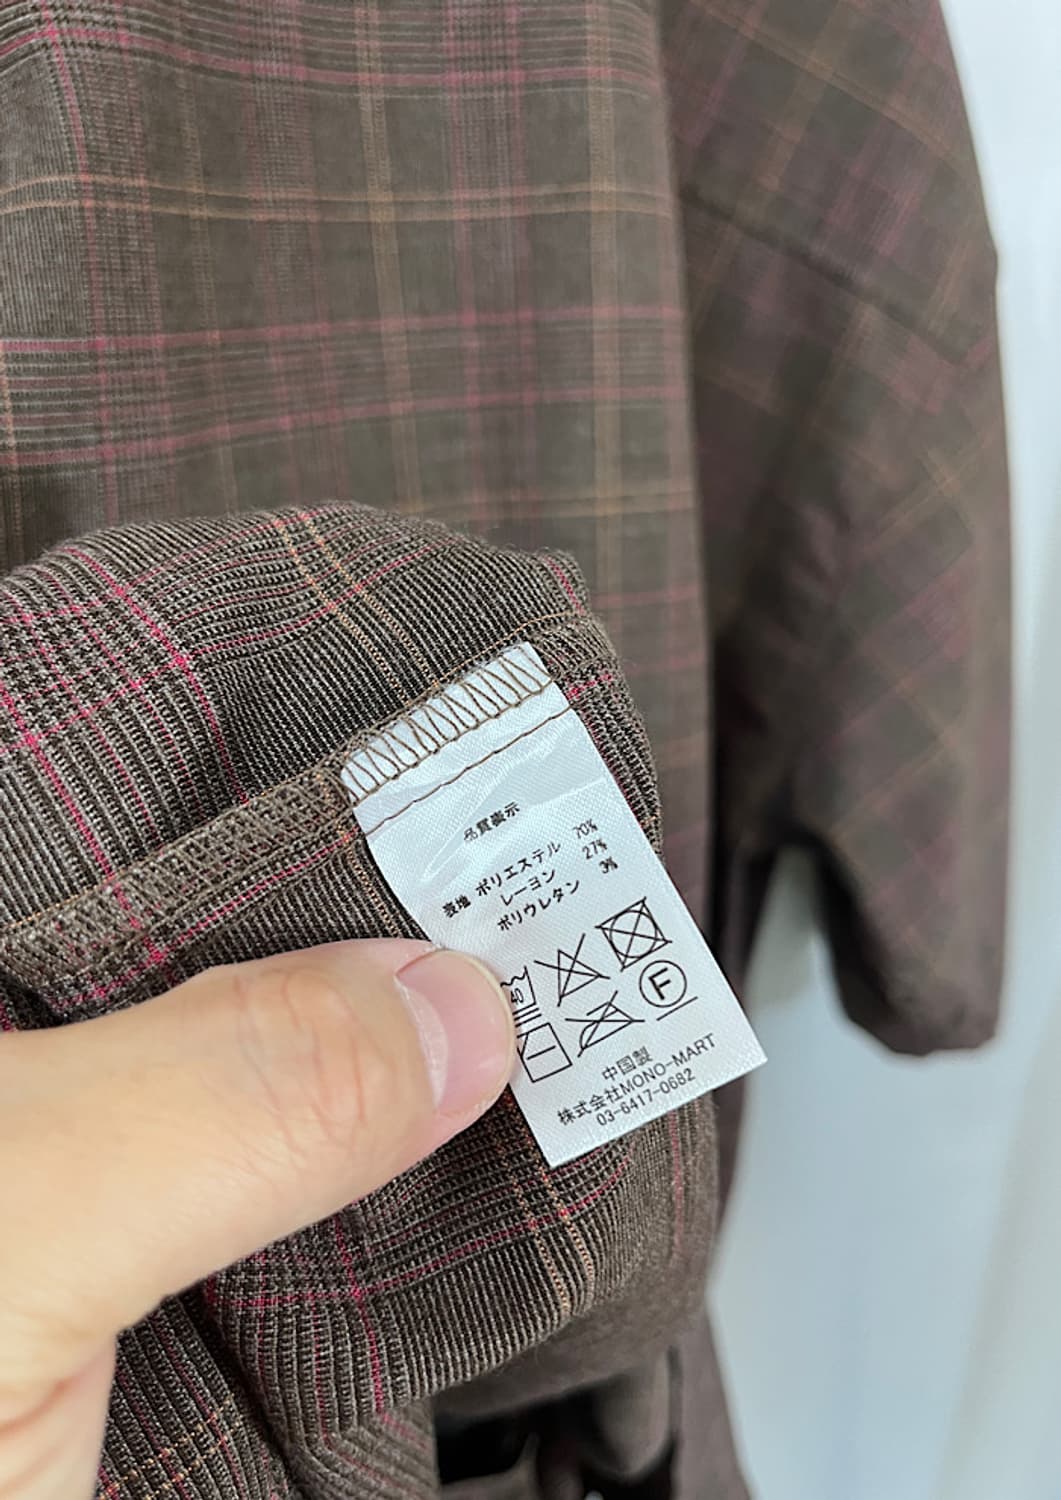 品質表示
表地 ポリエステル 70%
レーヨン 27%
ポリウレタン 3%
40
F
中国製
株式会社MONO-MART
03-6417-0682